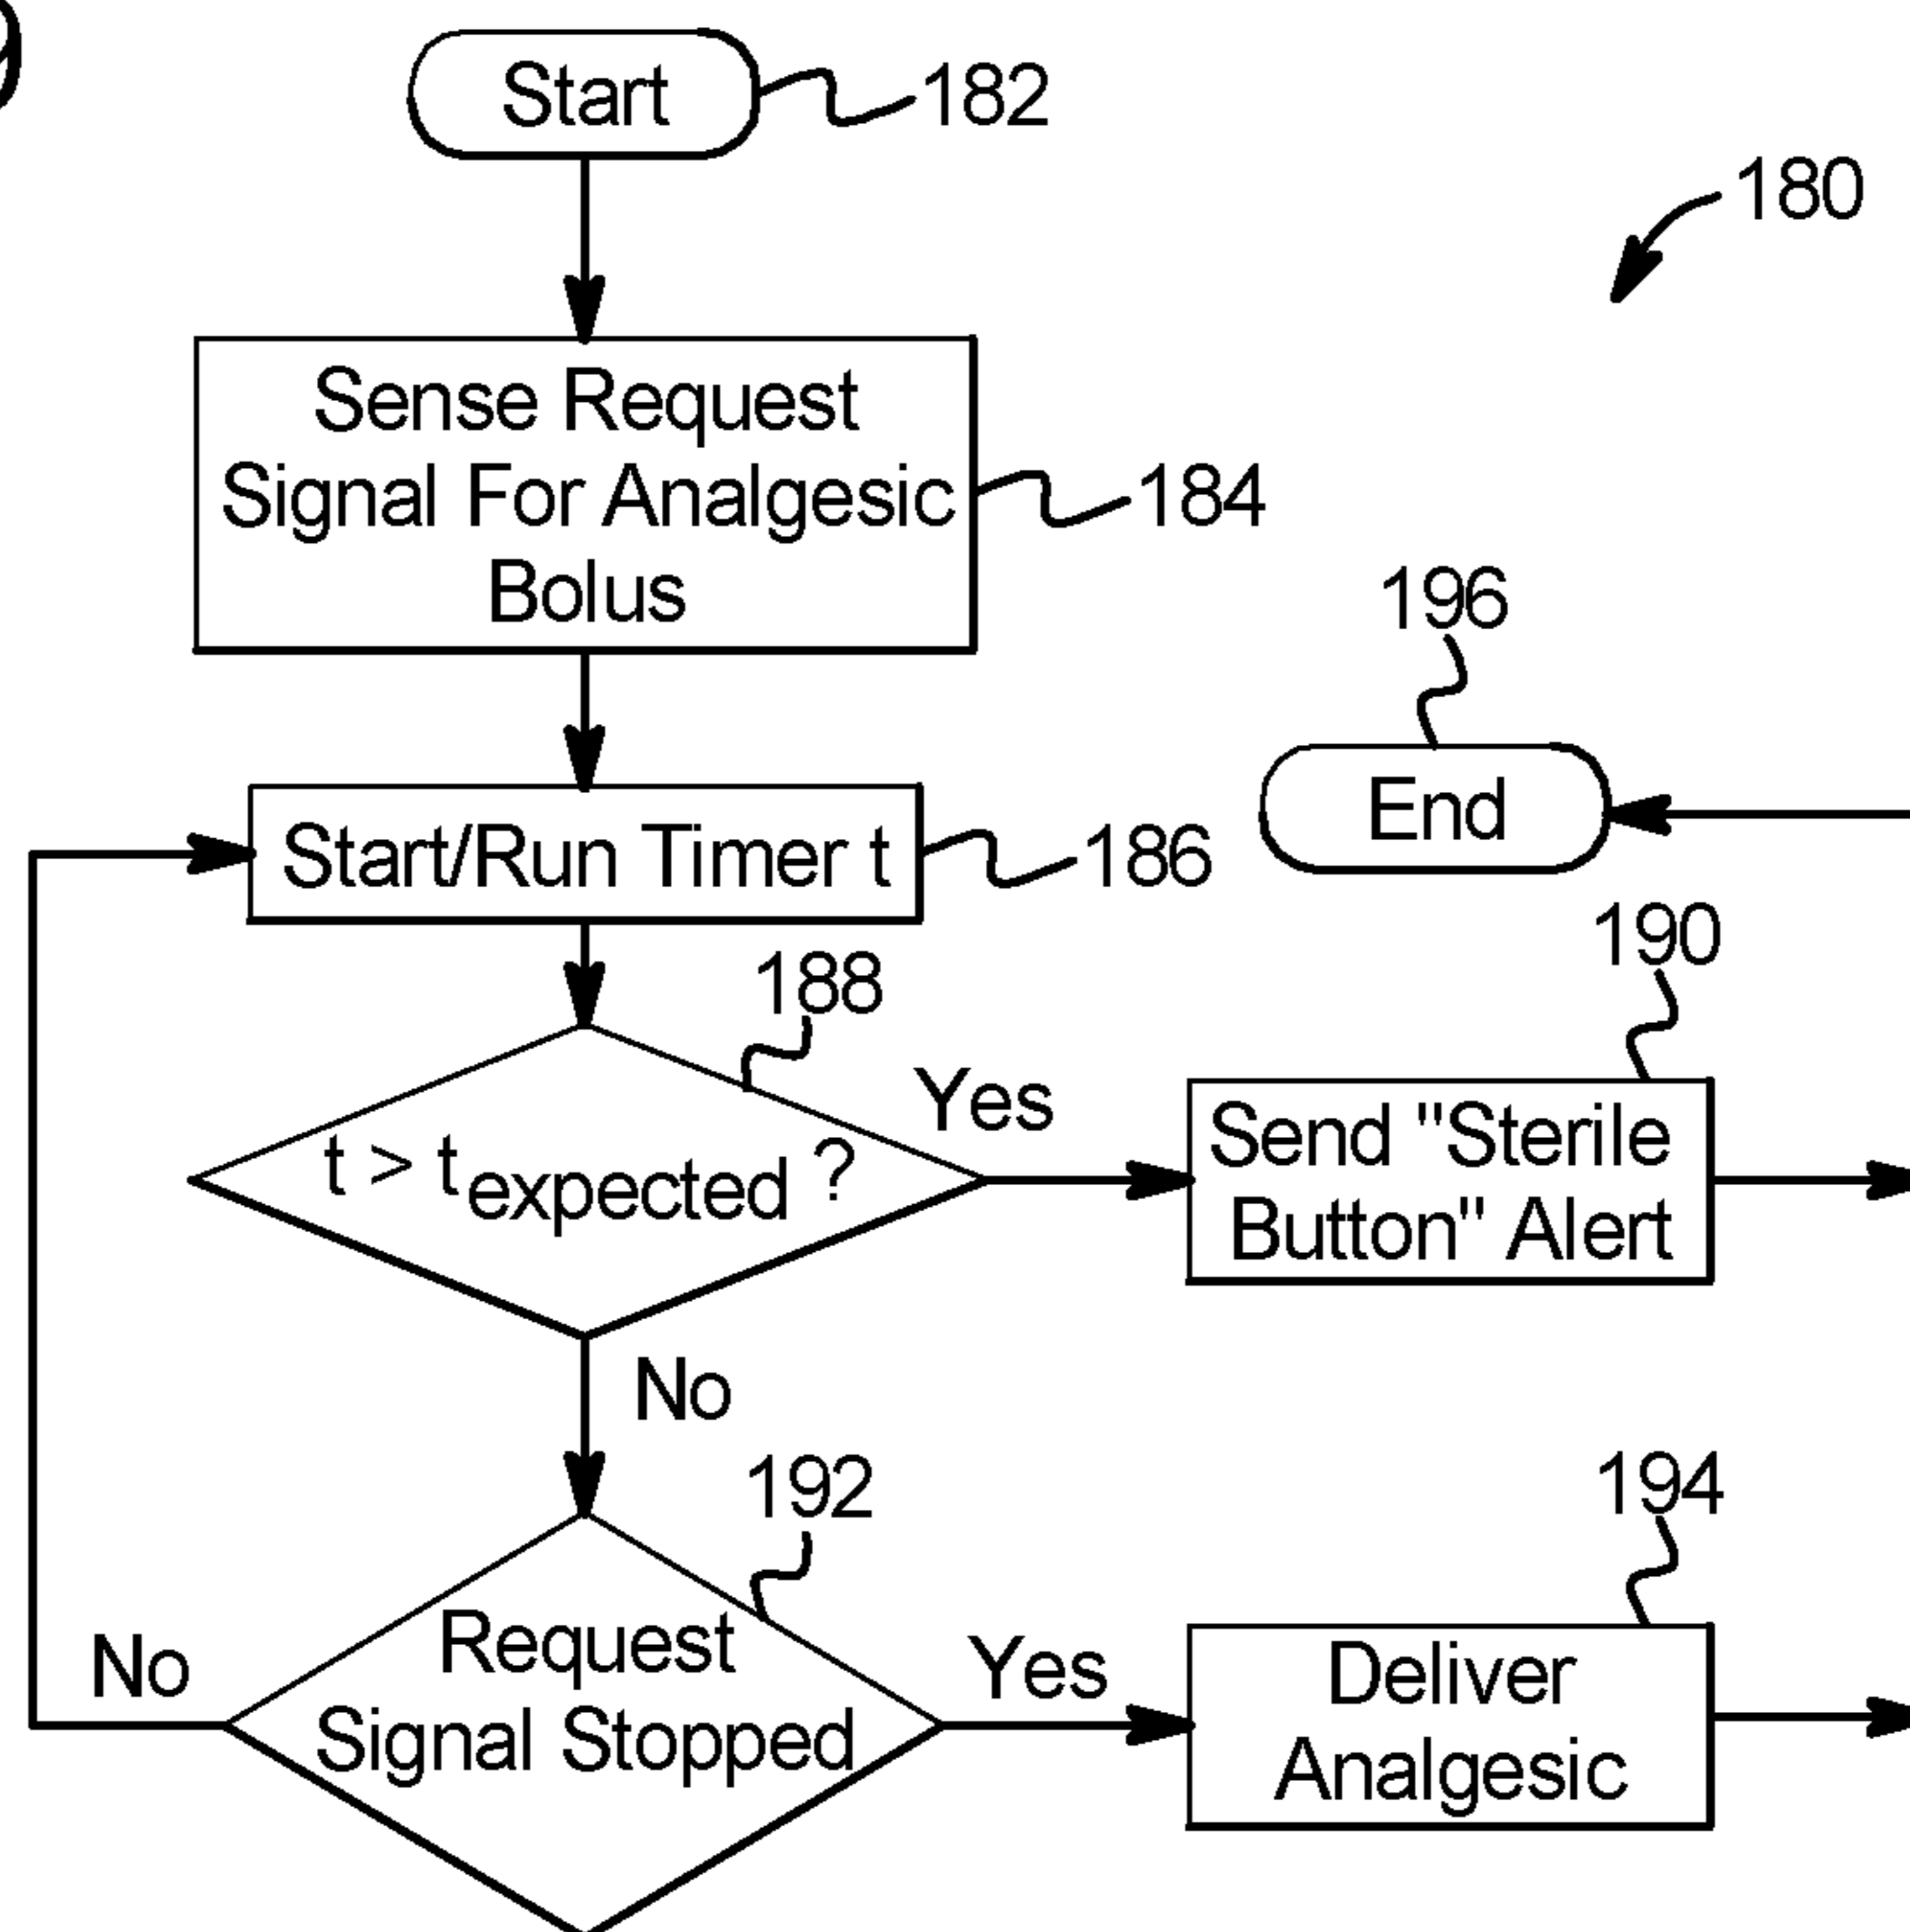 Start
182
180
Sense Request
Signal For Analgesic
Bolus
184
196
End
Start/Run Timer t
186
190
188
Yes
Send "Sterile
Button" Alert
t > texpected ?
No
192
194
No
Request
Signal Stopped
Yes
Deliver
Analgesic